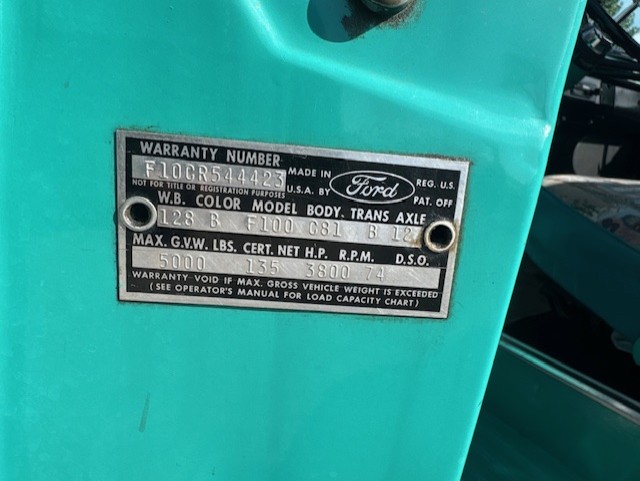 WARRANTY NUMBER
F10CR544423 MADE IN Ford REG. U.S.
NOT FOR TITLE OR REGISTRATION PURPOSES U.S.A. BY PAT. OFF.
W.B. COLOR MODEL BODY. TRANS AXLE
128 B F100 C81 B 12
MAX. G.V.W. LBS. CERT. NET H.P. R.P.M. D.S.O.
5000 135 3800 74
WARRANTY VOID IF MAX. GROSS VEHICLE WEIGHT IS EXCEEDED
(SEE OPERATOR'S MANUAL FOR LOAD CAPACITY CHART)